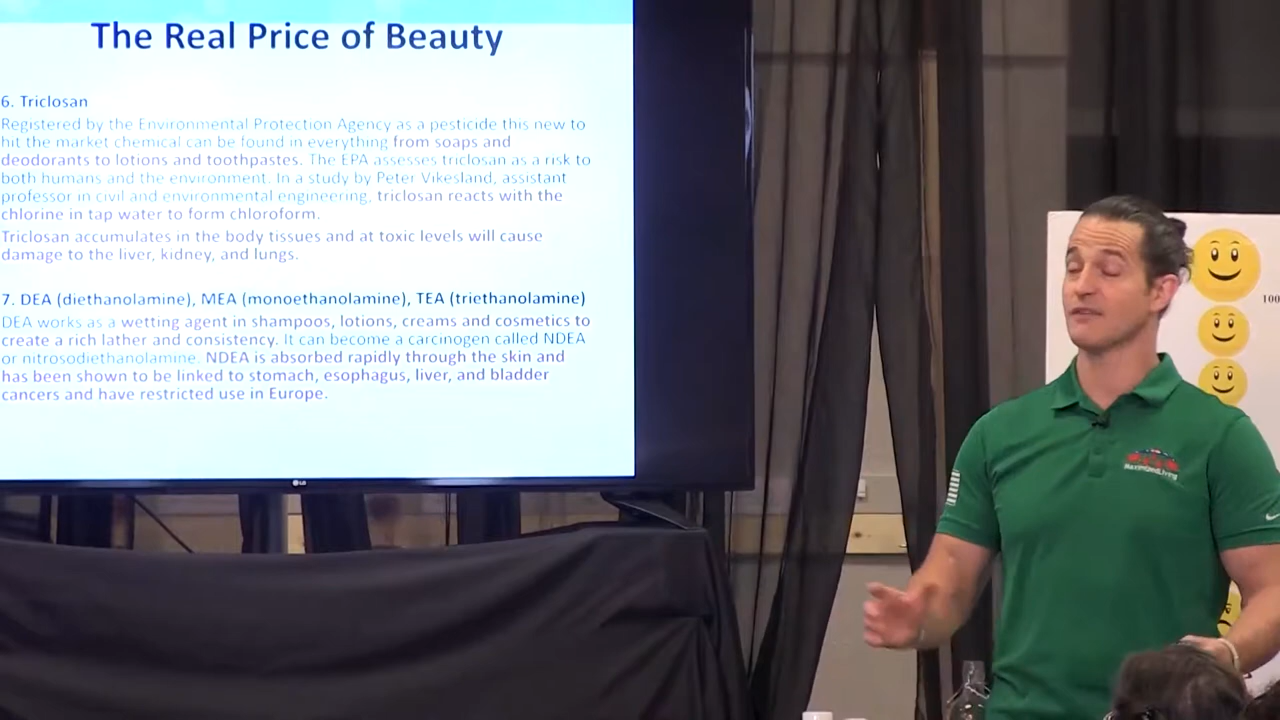 The Real Price of Beauty
6. Triclosan
Registered by the Environmental Protection Agency as a pesticide this new to
hit the market chemical can be found in everything from soaps and
deodorants to lotions and toothpastes. The EPA assesses triclosan as a risk to
both humans and the environment. In a study by Peter Vikesland, assistant
professor in civil and environmental engineering, triclosan reacts with the
chlorine in tap water to form chloroform.
Triclosan accumulates in the body tissues and at toxic levels will cause
damage to the liver, kidney, and lungs.
7. DEA (diethanolamine), MEA (monoethanolamine), TEA (triethanolamine)
DEA works as a wetting agent in shampoos, lotions, creams and cosmetics to
create a rich lather and consistency. It can become a carcinogen called NDEA
or nitrosodiethanolamine. NDEA is absorbed rapidly through the skin and
has been shown to be linked to stomach, esophagus, liver, and bladder
cancers and have restricted use in Europe.
LG
100
MaximizedLiving